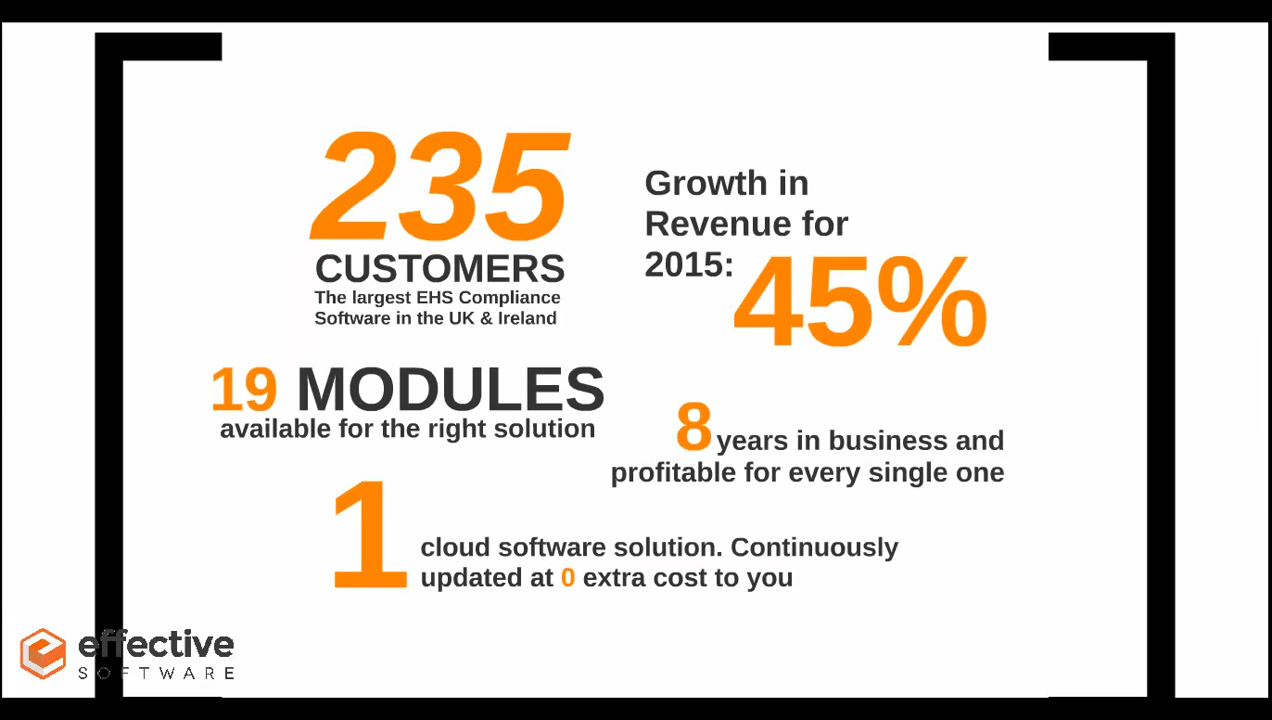 235
CUSTOMERS
The largest EHS Compliance
Software in the UK & Ireland
Growth in
Revenue for
2015:
45%
19 MODULES
available for the right solution
8 years in business and
profitable for every single one
1
cloud software solution. Continuously
updated at 0 extra cost to you
effective
SOFTWARE